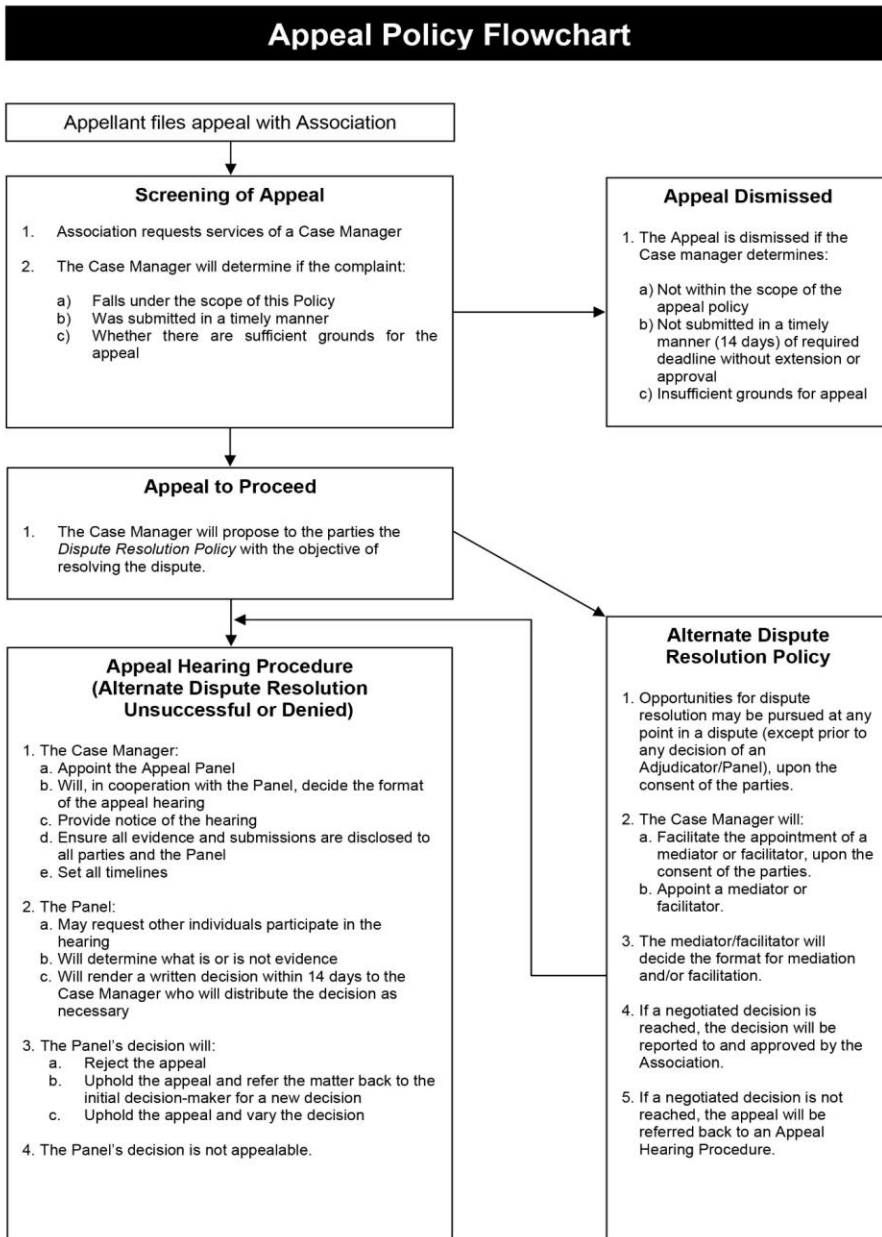 Appeal Policy Flowchart
Appellant files appeal with Association
Screening of Appeal
1. Association requests services of a Case Manager
2. The Case Manager will determine if the complaint:
a) Falls under the scope of this Policy
b) Was submitted in a timely manner
c) Whether there are sufficient grounds for the
appeal
Appeal Dismissed
1. The Appeal is dismissed if the
Case manager determines:
a) Not within the scope of the
appeal policy
b) Not submitted in a timely
manner (14 days) of required
deadline without extension or
approval
c) Insufficient grounds for appeal
Appeal to Proceed
1. The Case Manager will propose to the parties the
Dispute Resolution Policy with the objective of
resolving the dispute.
Appeal Hearing Procedure
(Alternate Dispute Resolution
Unsuccessful or Denied)
1. The Case Manager:
a. Appoint the Appeal Panel
b. Will, in cooperation with the Panel, decide the format
of the appeal hearing
c. Provide notice of the hearing
d. Ensure all evidence and submissions are disclosed to
all parties and the Panel
e. Set all timelines
2. The Panel:
a. May request other individuals participate in the
hearing
b. Will determine what is or is not evidence
c. Will render a written decision within 14 days to the
Case Manager who will distribute the decision as
necessary
3. The Panel's decision will:
a. Reject the appeal
b. Uphold the appeal and refer the matter back to the
initial decision-maker for a new decision
c. Uphold the appeal and vary the decision
4. The Panel's decision is not appealable.
Alternate Dispute
Resolution Policy
1. Opportunities for dispute
resolution may be pursued at any
point in a dispute (except prior to
any decision of an
Adjudicator/Panel), upon the
consent of the parties.
2. The Case Manager will:
a. Facilitate the appointment of a
mediator or facilitator, upon the
consent of the parties.
b. Appoint a mediator or
facilitator.
3. The mediator/facilitator will
decide the format for mediation
and/or facilitation.
4. If a negotiated decision is
reached, the decision will be
reported to and approved by the
Association.
5. If a negotiated decision is not
reached, the appeal will be
referred back to an Appeal
Hearing Procedure.